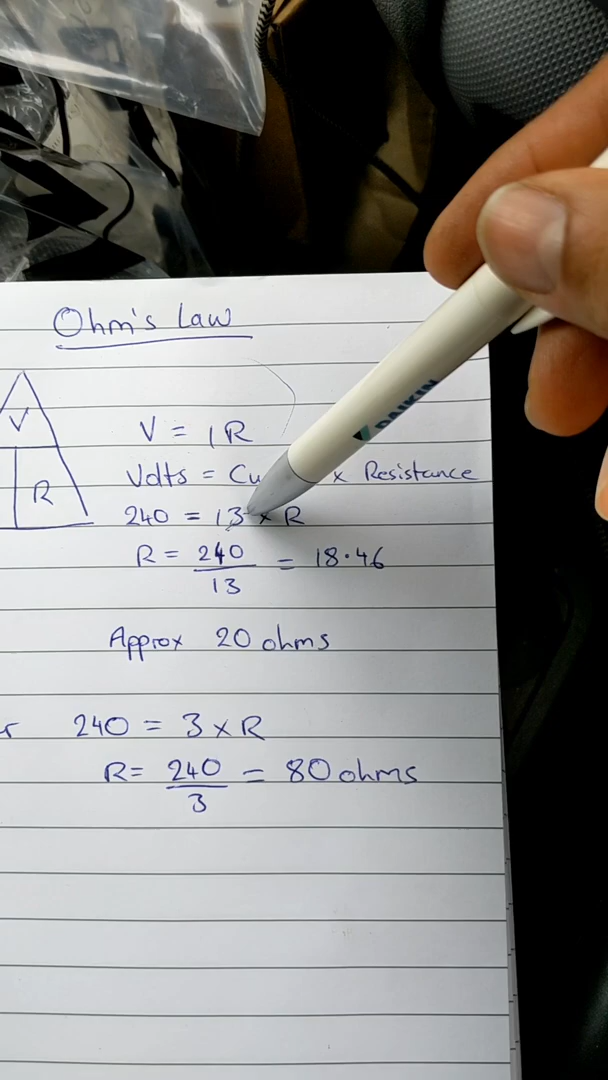 Ohm's Law
V
R
V = IR
Volts = Cu x Resistance
240 = 13 x R
R = 240/13 = 18.46
Approx 20 ohms
240 = 3 x R
R = 240/3 = 80 ohms
DAIKIN